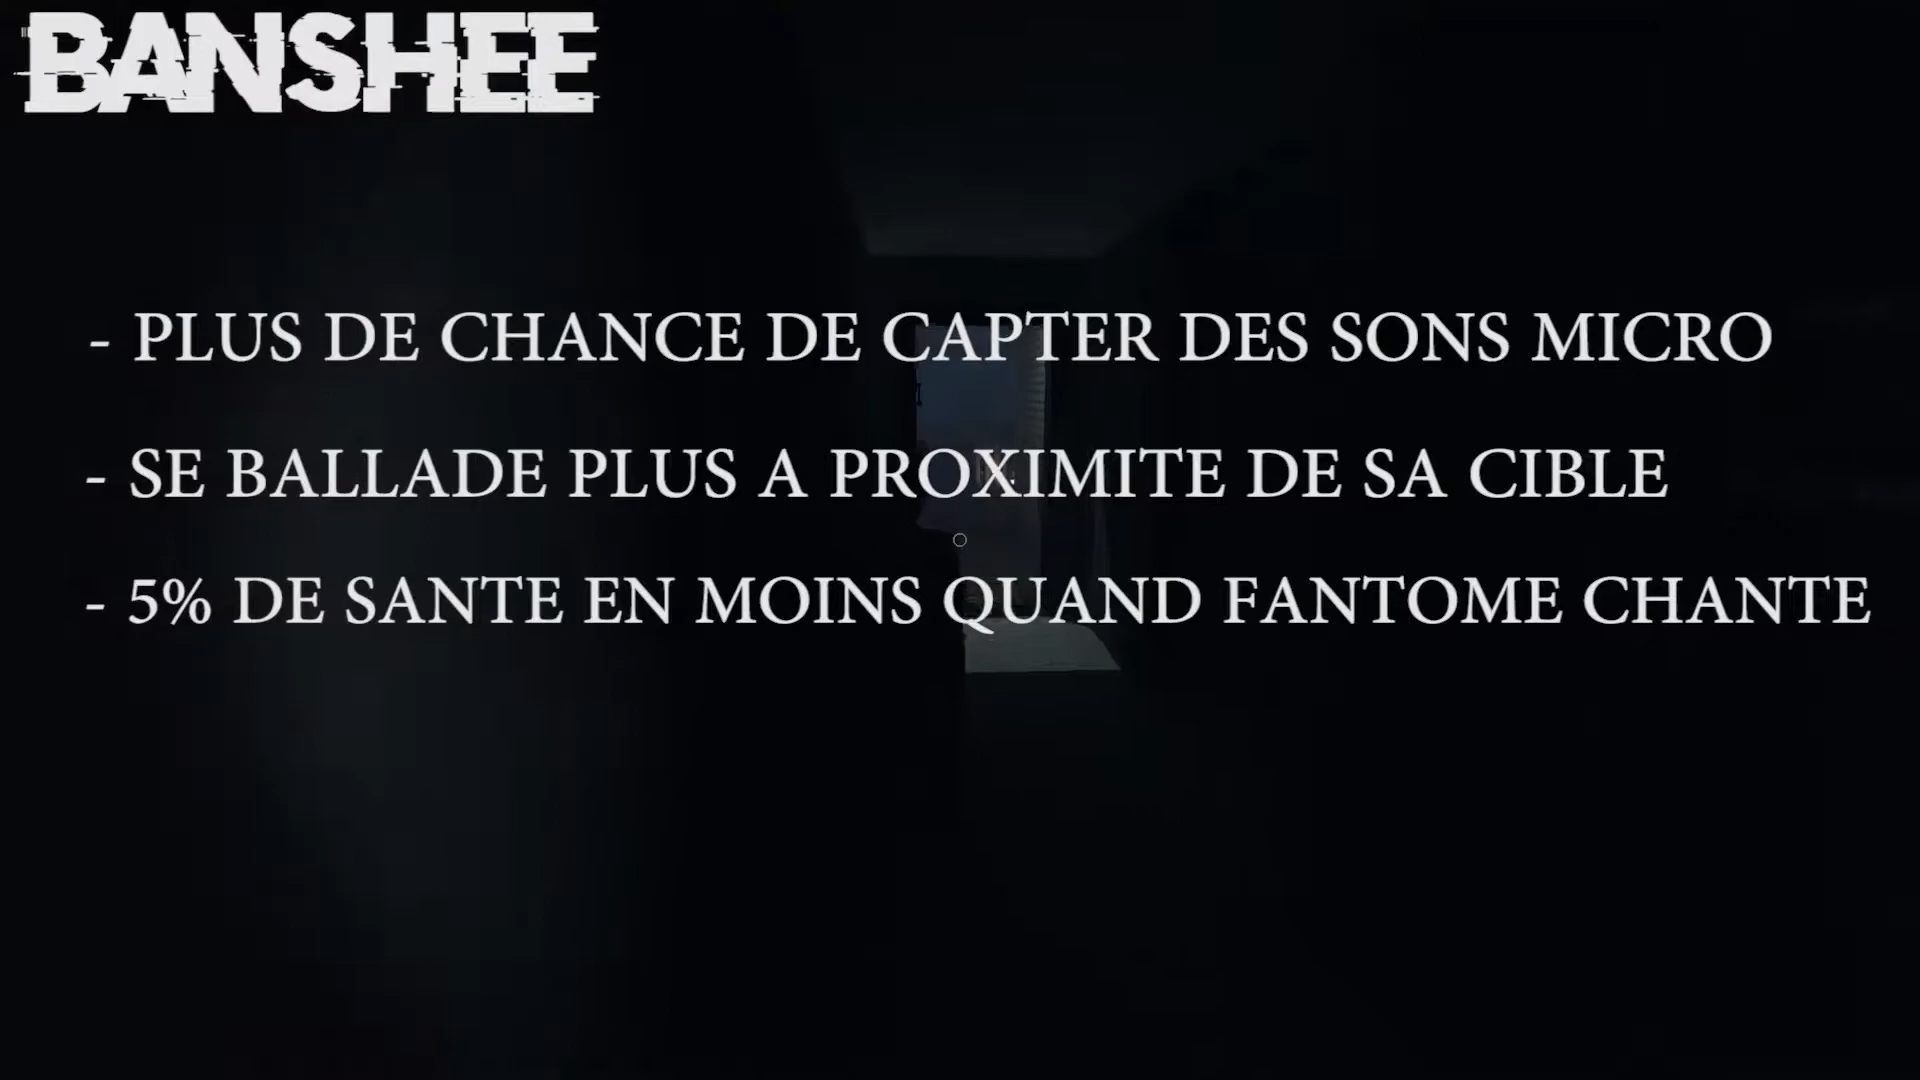 BANSHEE
- PLUS DE CHANCE DE CAPTER DES SONS MICRO
- SE BALLADE PLUS A PROXIMITE DE SA CIBLE
- 5% DE SANTE EN MOINS QUAND FANTOME CHANTE